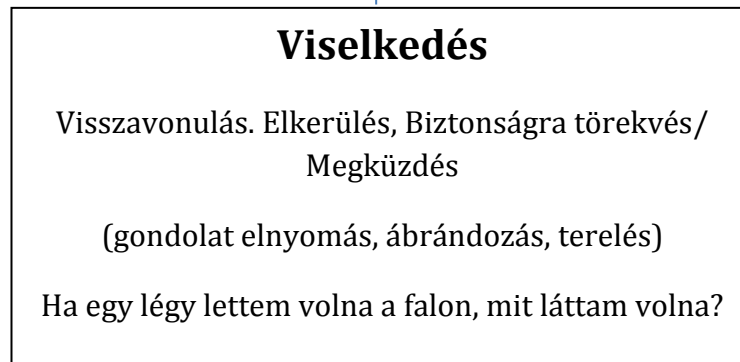 Viselkedés
Visszavonulás. Elkerülés, Biztonságra törekvés/
Megküzdés
(gondolat elnyomás, ábrándozás, terelés)
Ha egy légy lettem volna a falon, mit láttam volna?